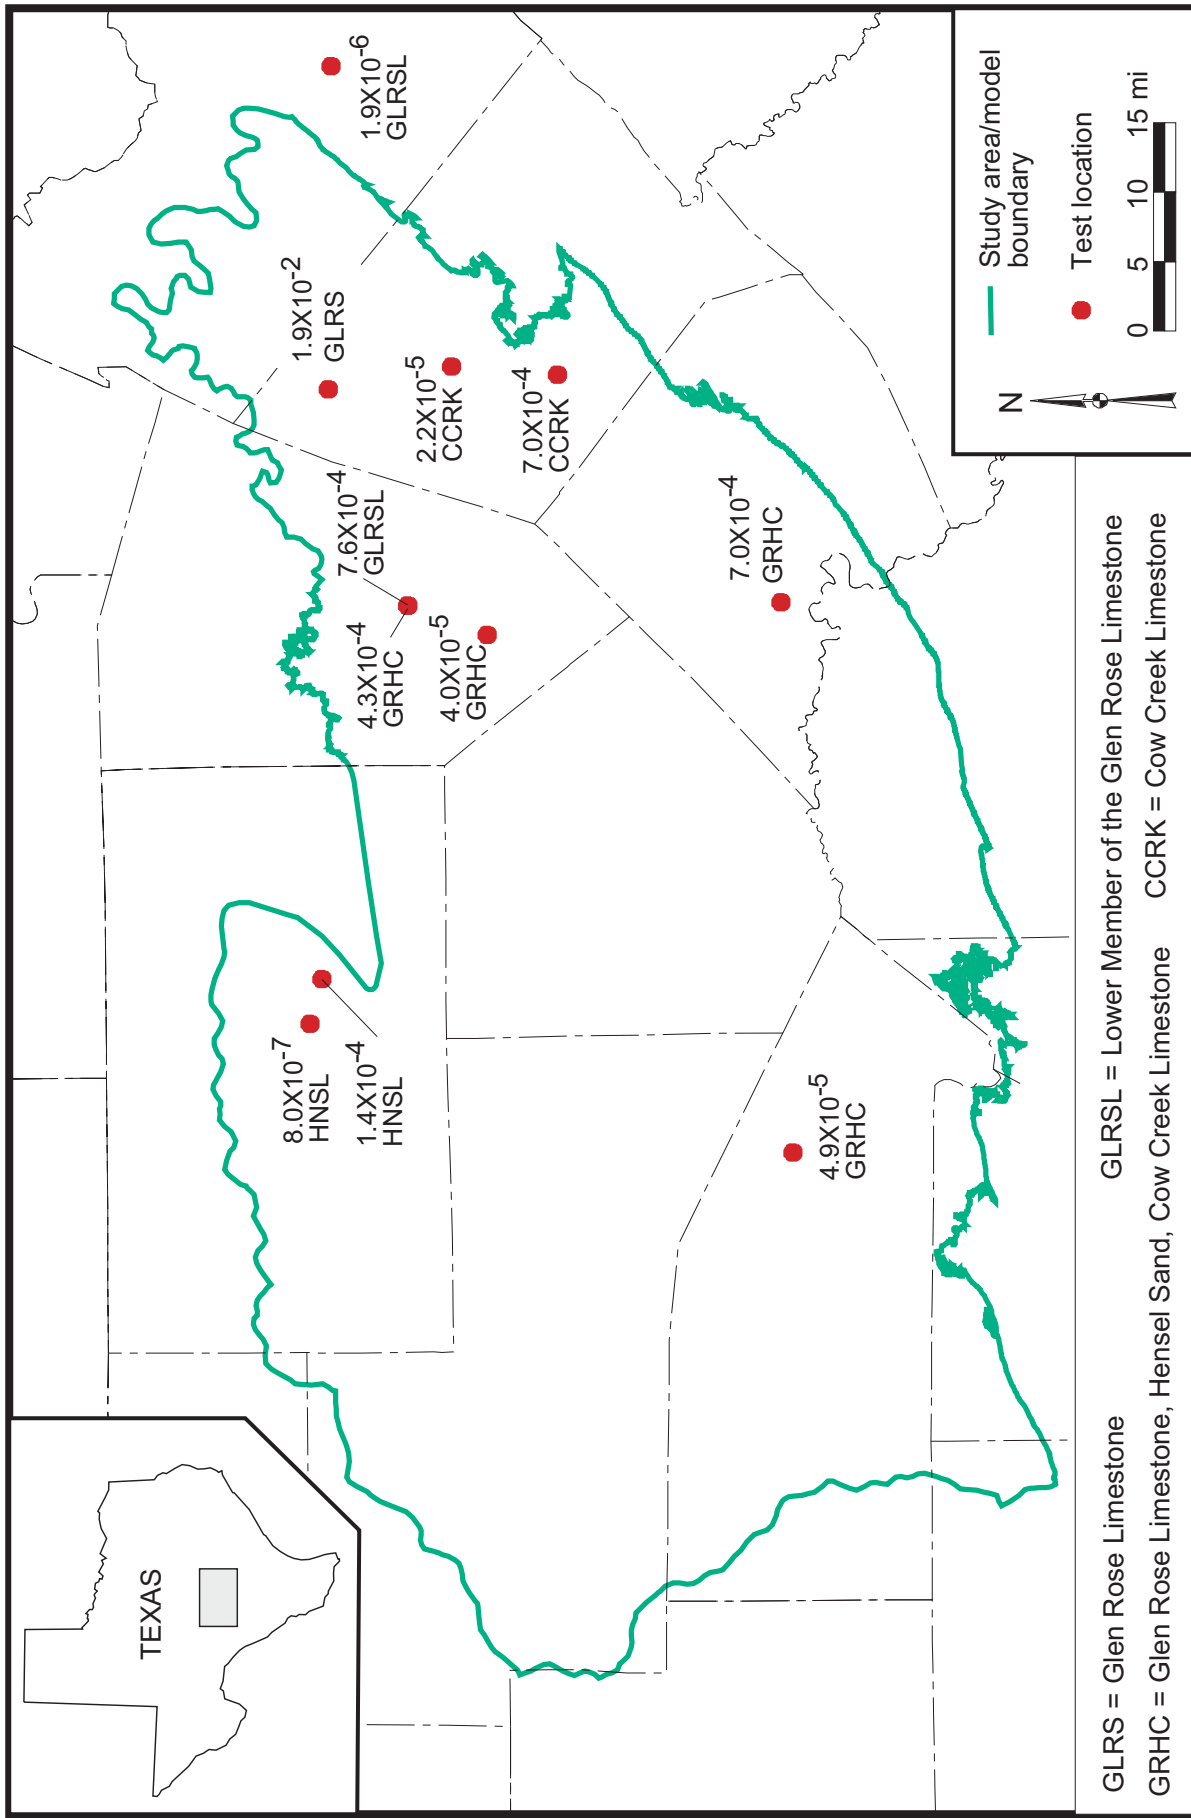 TEXAS
8.0X10-7
HNSL
1.4X10-4
HNSL
4.3X10-4
GRHC
7.6X10-4
GLRSL
4.0X10-5
GRHC
1.9X10-2
GLRS
1.9X10-6
GLRSL
2.2X10-5
CCRK
7.0X10-4
CCRK
7.0X10-4
GRHC
4.9X10-5
GRHC
N
Study area/model
boundary
Test location
0 5 10 15 mi
GLRS = Glen Rose Limestone
GLRSL = Lower Member of the Glen Rose Limestone
GRHC = Glen Rose Limestone, Hensel Sand, Cow Creek Limestone
CCRK = Cow Creek Limestone